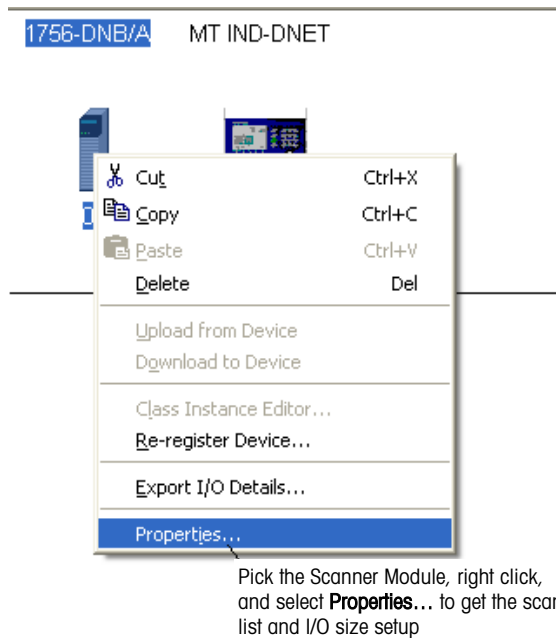 1756-DNB/A MT IND-DNET
Cut Ctrl+X
Copy Ctrl+C
Paste Ctrl+V
Delete Del
Upload from Device
Download to Device
Class Instance Editor...
Re-register Device...
Export I/O Details...
Properties...
Pick the Scanner Module, right click,
and select Properties... to get the scan
list and I/O size setup